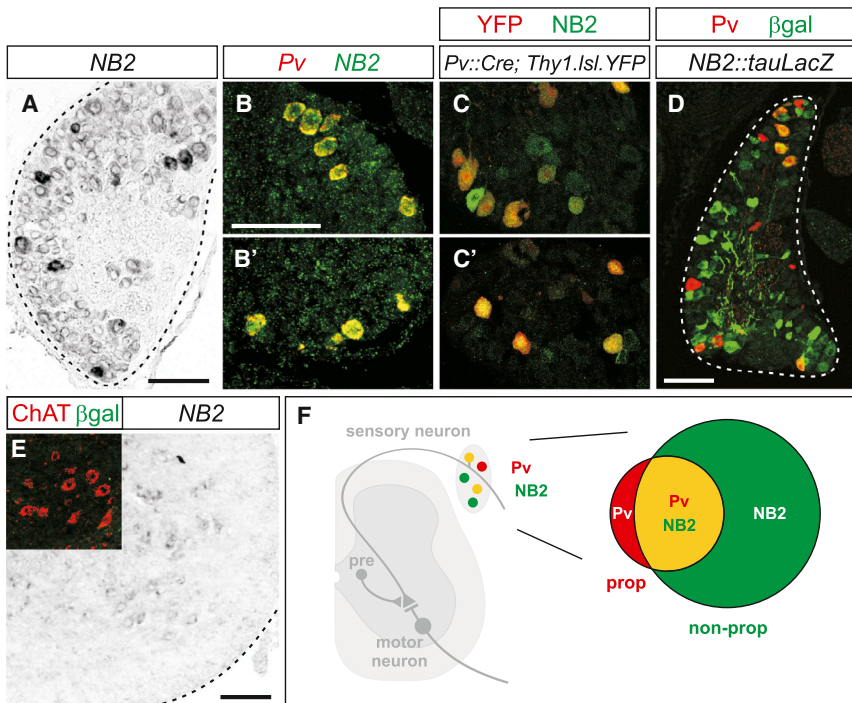 YFP NB2
Pv βgal
NB2
Pv NB2
Pv::Cre; Thy1.lsl.YFP
NB2::tauLacZ
A
B
C
D
B'
C'
ChAT βgal
NB2
E
F
sensory neuron
Pv
NB2
pre
motor
neuron
Pv
Pv
NB2
NB2
prop
non-prop